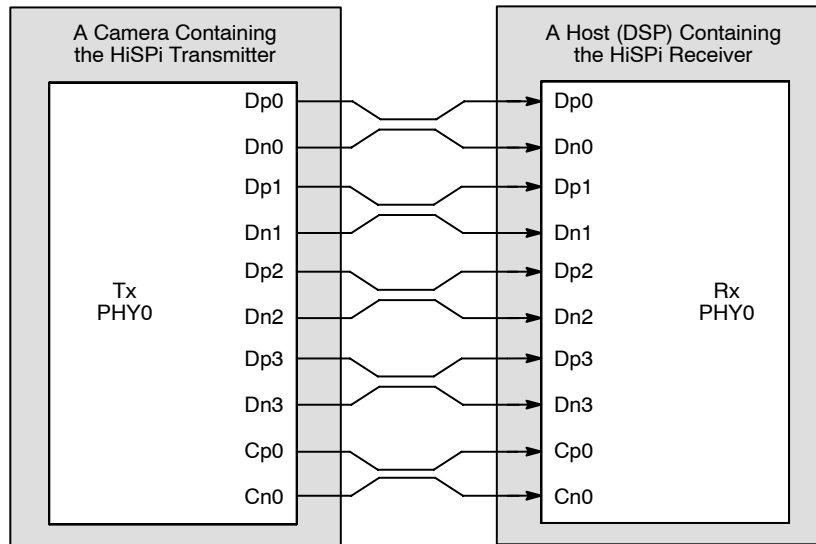 A Camera Containing
the HiSPi Transmitter
A Host (DSP) Containing
the HiSPi Receiver
Tx
PHY0
Dp0
Dn0
Dp1
Dn1
Dp2
Dn2
Dp3
Dn3
Cp0
Cn0
Dp0
Dn0
Dp1
Dn1
Dp2
Dn2
Dp3
Dn3
Cp0
Cn0
Rx
PHY0